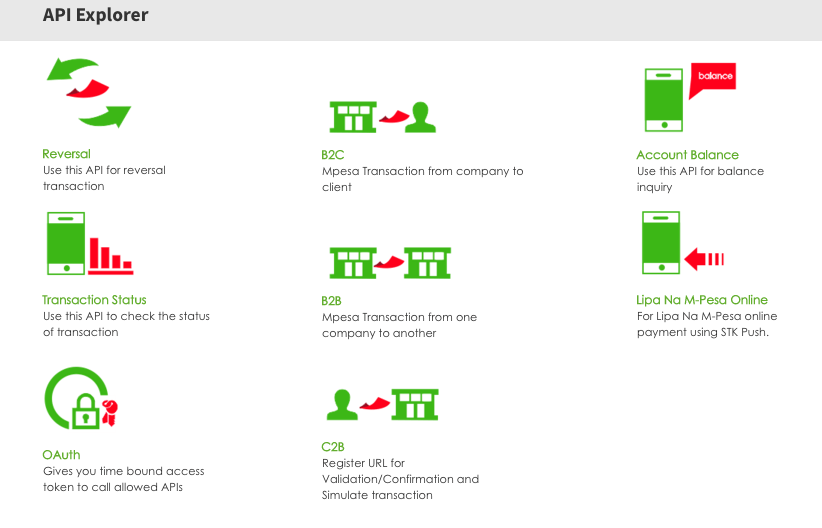 API Explorer
Reversal
Use this API for reversal
transaction
B2C
Mpesa Transaction from company to
client
balance
Account Balance
Use this API for balance
inquiry
Transaction Status
Use this API to check the status
of transaction
B2B
Mpesa Transaction from one
company to another
Lipa Na M-Pesa Online
For Lipa Na M-Pesa online
payment using STK Push.
OAuth
Gives you time bound access
token to call allowed APIs
C2B
Register URL for
Validation/Confirmation and
Simulate transaction